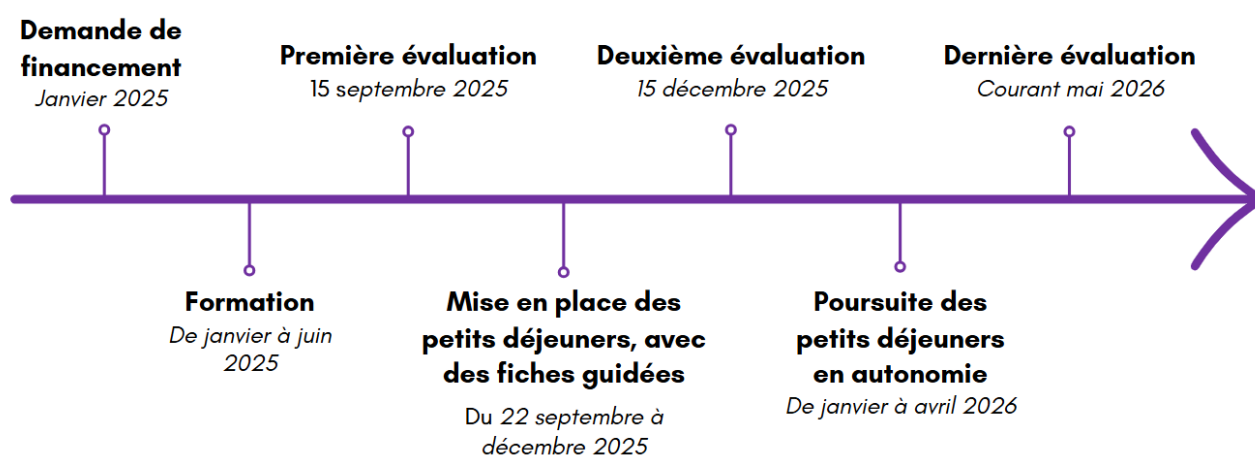 Demande de
financement
Janvier 2025
Première évaluation
15 septembre 2025
Deuxième évaluation
15 décembre 2025
Dernière évaluation
Courant mai 2026
Formation
De janvier à juin
2025
Mise en place des
petits déjeuners, avec
des fiches guidées
Du 22 septembre à
décembre 2025
Poursuite des
petits déjeuners
en autonomie
De janvier à avril 2026